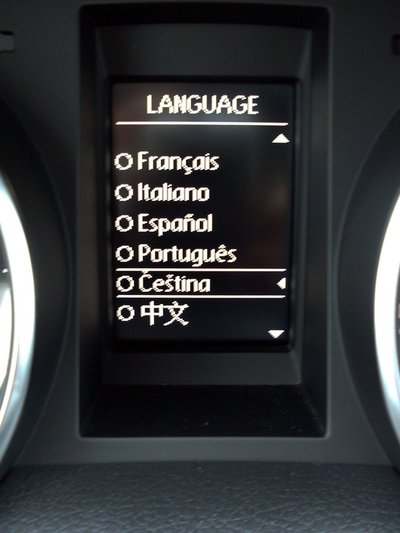 LANGUAGE
Français
Italiano
Español
Português
Čeština
中文